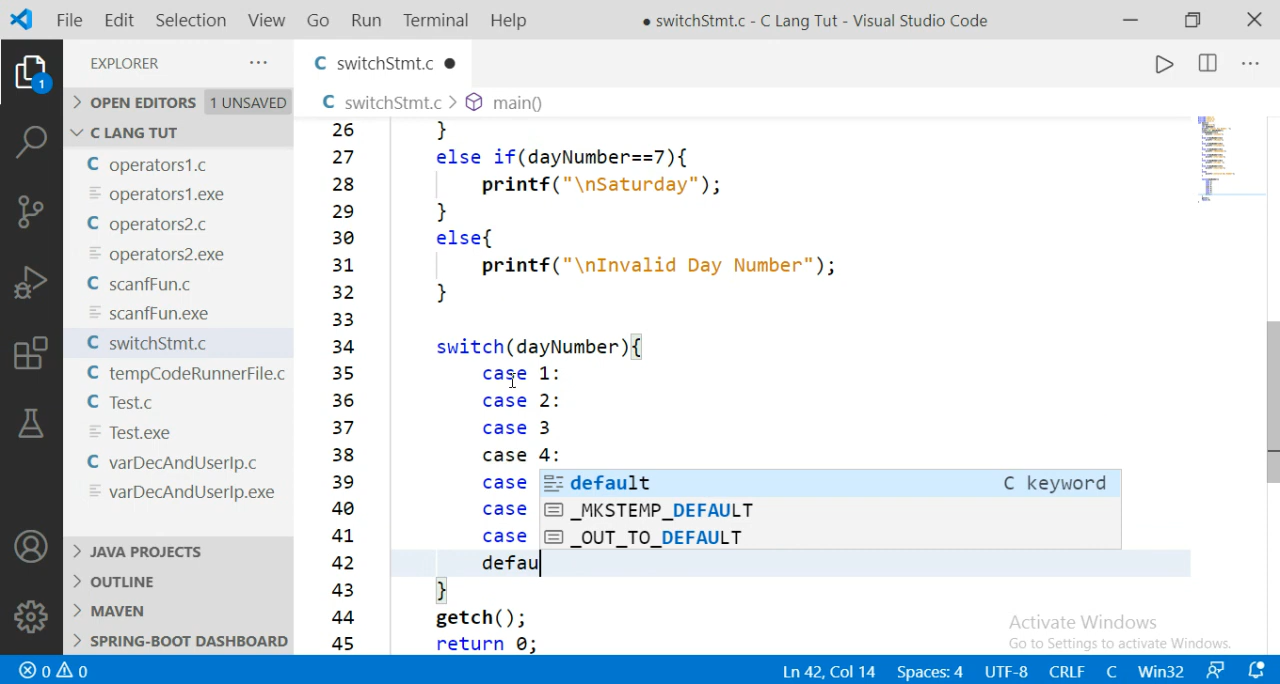 File Edit Selection View Go Run Terminal Help ● switchStmt.c - C Lang Tut - Visual Studio Code
EXPLORER ··· C switchStmt.c ●
1
> OPEN EDITORS 1 UNSAVED
C switchStmt.c > main()
C LANG TUT
C operators1.c
operators1.exe
C operators2.c
operators2.exe
C scanfFun.c
scanfFun.exe
C switchStmt.c
C tempCodeRunnerFile.c
C Test.c
Test.exe
C varDecAndUserIp.c
varDecAndUserIp.exe
> JAVA PROJECTS
> OUTLINE
> MAVEN
> SPRING-BOOT DASHBOARD
26 }
27 else if(dayNumber==7){
28 printf("\nSaturday");
29 }
30 else{
31 printf("\nInvalid Day Number");
32 }
33
34 switch(dayNumber){
35 case 1:
36 case 2:
37 case 3
38 case 4:
39 case
40 case
41 case
42 defau
43 }
44 getch();
45 return 0;
default C keyword
_MKSTEMP_DEFAULT
_OUT_TO_DEFAULT
Activate Windows
Go to Settings to activate Windows.
0 0 Ln 42, Col 14 Spaces: 4 UTF-8 CRLF C Win32